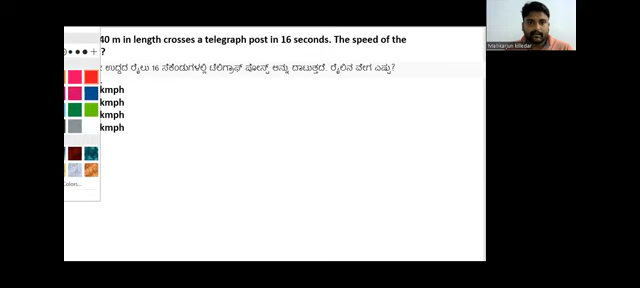 40 m in length crosses a telegraph post in 16 seconds. The speed of the
?
ಉದ್ದದ ರೈಲು 16 ಸೆಕೆಂಡುಗಳಲ್ಲಿ ಟೆಲಿಗ್ರಾಫ್ ಪೋಸ್ಟ್ ಅನ್ನು ದಾಟುತ್ತದೆ. ರೈಲಿನ ವೇಗ ಎಷ್ಟು?
kmph
kmph
kmph
kmph
Colors...
Mallikarjun killedar